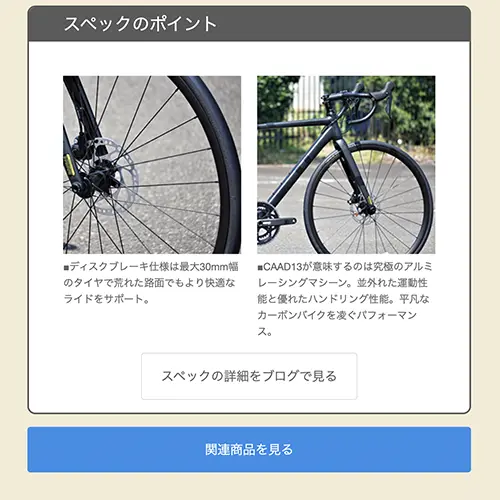 スペックのポイント
■ディスクブレーキ仕様は最大30mm幅
のタイヤで荒れた路面でもより快適な
ライドをサポート。
■CAAD13が意味するのは究極のアルミ
レーシングマシーン。並外れた運動性
能と優れたハンドリング性能。平凡な
カーボンバイクを凌ぐパフォーマン
ス。
スペックの詳細をブログで見る
関連商品を見る